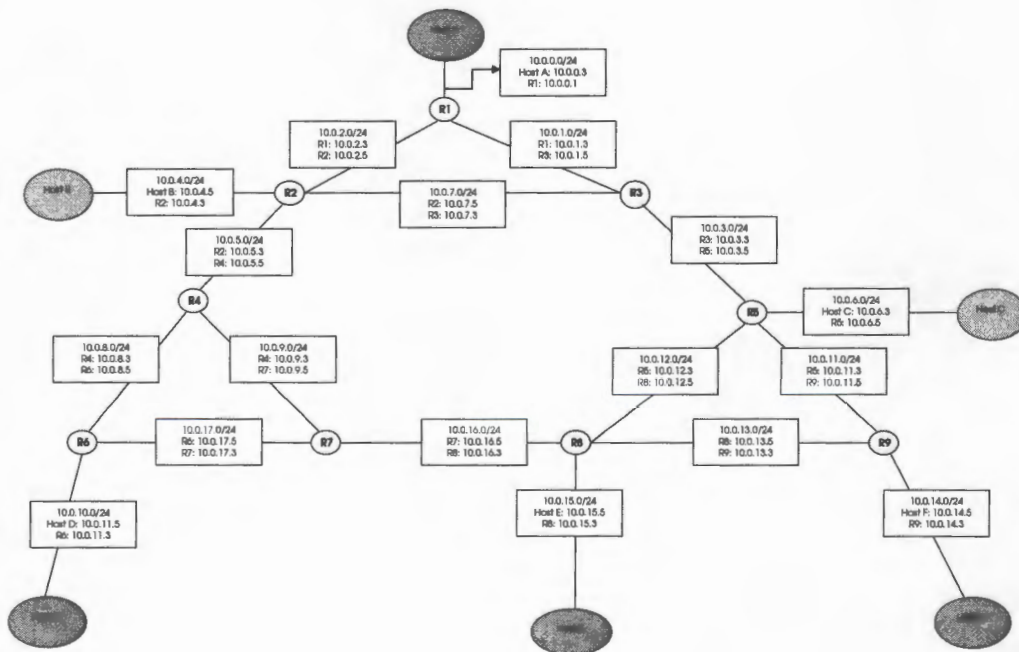 10.0.0.0/24
Host A: 10.0.0.3
R1: 10.0.0.1
R1
10.0.2.0/24
R1: 10.0.2.3
R2: 10.0.2.5
10.0.1.0/24
R1: 10.0.1.3
R3: 10.0.1.5
Host B
10.0.4.0/24
Host B: 10.0.4.5
R2: 10.0.4.3
R2
10.0.7.0/24
R2: 10.0.7.5
R3: 10.0.7.3
R3
10.0.5.0/24
R2: 10.0.5.3
R4: 10.0.5.5
10.0.3.0/24
R3: 10.0.3.3
R5: 10.0.3.5
R4
R5
10.0.6.0/24
Host C: 10.0.6.3
R5: 10.0.6.5
Host C
10.0.8.0/24
R4: 10.0.8.3
R6: 10.0.8.5
10.0.9.0/24
R4: 10.0.9.3
R7: 10.0.9.5
10.0.12.0/24
R5: 10.0.12.3
R8: 10.0.12.5
10.0.11.0/24
R5: 10.0.11.3
R9: 10.0.11.5
R6
10.0.17.0/24
R6: 10.0.17.5
R7: 10.0.17.3
R7
10.0.16.0/24
R7: 10.0.16.5
R8: 10.0.16.3
R8
10.0.13.0/24
R8: 10.0.13.5
R9: 10.0.13.3
R9
10.0.10.0/24
Host D: 10.0.11.5
R6: 10.0.11.3
10.0.15.0/24
Host E: 10.0.15.5
R8: 10.0.15.3
10.0.14.0/24
Host F: 10.0.14.5
R9: 10.0.14.3